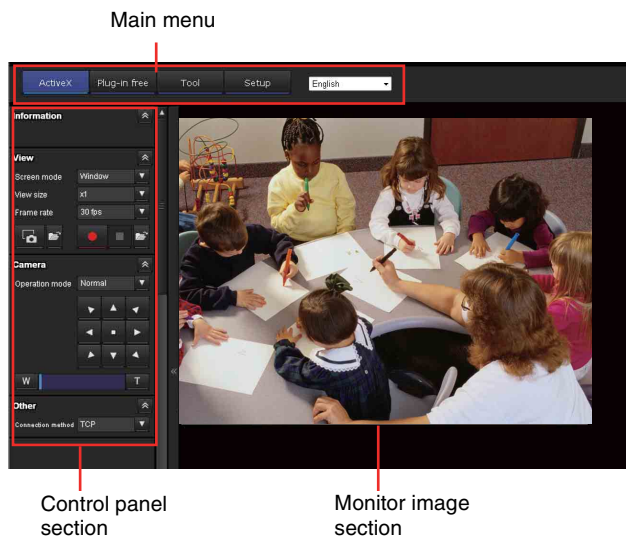 Main menu
ActiveX Plug-in free Tool Setup English
Information
View
Screen mode Window
View size x1
Frame rate 30 fps
Camera
Operation mode Normal
W T
Other
Connection method TCP
Control panel section
Monitor image section